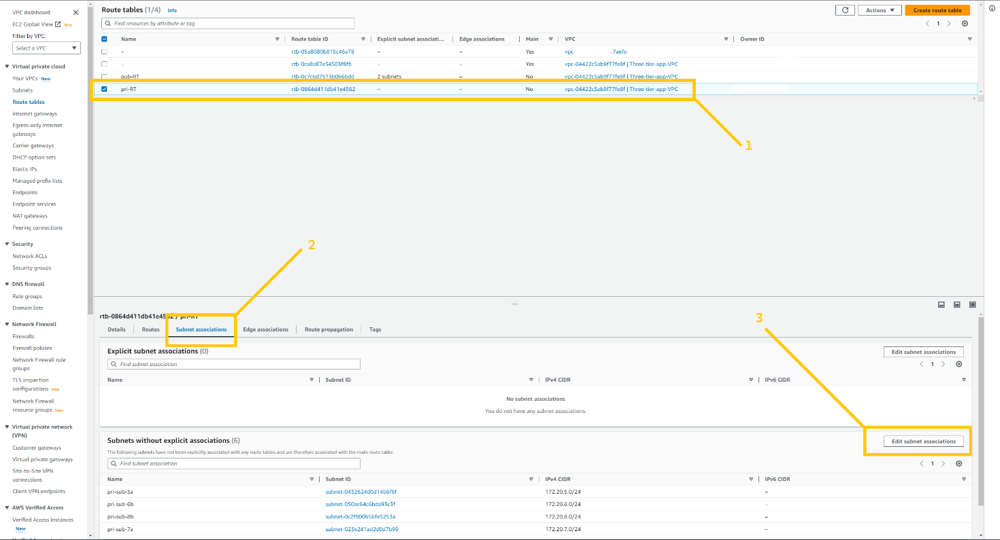 VPC dashboard
EC2 Global View New
Filter by VPC:
Select a VPC
Virtual private cloud
Your VPCs New
Subnets
Route tables
Internet gateways
Egress-only internet
gateways
Carrier gateways
DHCP option sets
Elastic IPs
Managed prefix lists
Endpoints
Endpoint services
NAT gateways
Peering connections
Security
Network ACLs
Security groups
DNS firewall
Rule groups
Domain lists
Network Firewall
Firewalls
Firewall policies
Network Firewall rule
groups
TLS inspection
configurations New
Network Firewall
resource groups New
Virtual private network
(VPN)
Customer gateways
Virtual private gateways
Site-to-Site VPN
connections
Client VPN endpoints
AWS Verified Access
Verified Access instances
New
Route tables (1/4) Info
Actions
Create route table
Find resources by attribute or tag
1
Name Route table ID Explicit subnet associati... Edge associations Main VPC Owner ID
– rtb-05a8080b815c46a78 – – Yes vpc- 7aefe
– rtb-0ca8a87e54503f8fb – – Yes vpc-04422c5ab9f77fe8f | Three-tier-app-VPC
pub-RT rtb-0c7c6d7513b0666dd 2 subnets – No vpc-04422c5ab9f77fe8f | Three-tier-app-VPC
pri-RT rtb-0864d411db41e4562 – – No vpc-04422c5ab9f77fe8f | Three-tier-app-VPC
1
2
3
rtb-0864d411db41e4562 / pri-RT
Details Routes Subnet associations Edge associations Route propagation Tags
Explicit subnet associations (0)
Edit subnet associations
Find subnet association
1
Name Subnet ID IPv4 CIDR IPv6 CIDR
No subnet associations
You do not have any subnet associations.
Subnets without explicit associations (6)
Edit subnet associations
The following subnets have not been explicitly associated with any route tables and are therefore associated with the main route table:
Find subnet association
1
Name Subnet ID IPv4 CIDR IPv6 CIDR
pri-sub-5a subnet-0432624d0d14b6f6f 172.20.5.0/24 –
pri-sub-6b subnet-050ac64c6bda93c3f 172.20.6.0/24 –
pri-sub-8b subnet-0c2f900b56fe5253a 172.20.8.0/24 –
pri-sub-7a subnet-023e241ad2d0d7b99 172.20.7.0/24 –